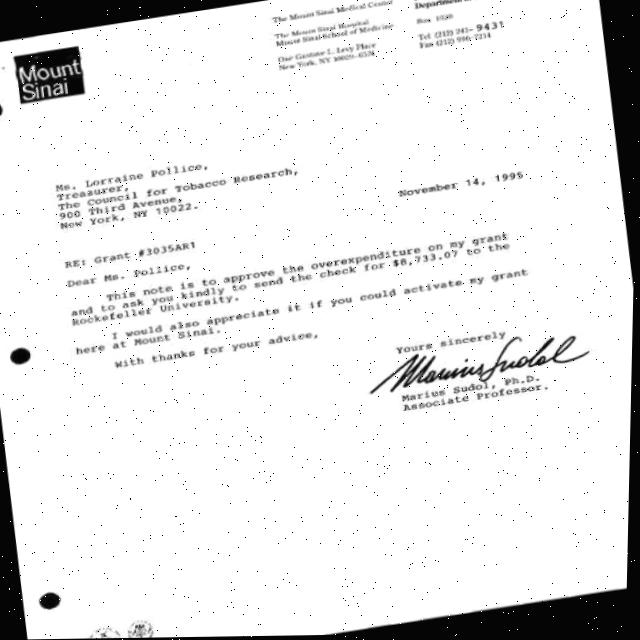 Mount
Sinai
The Mount Sinai Medical Center
The Mount Sinai Hospital
Mount Sinai School of Medicine
One Gustave L. Levy Place
New York, NY 10029-6574
Box 1020
Tel (212) 241-9431
Fax (212) 996-7214
Ms. Lorraine Pollice,
Treasurer,
The Council for Tobacco Research,
900 Third Avenue,
New York, NY 10022.
November 14, 1995
RE: Grant #3035AR1
Dear Ms. Pollice,
This note is to approve the overexpenditure on my grant
and to ask you kindly to send the check for $8,733.07 to the
Rockefeller University.
I would also appreciate it if you could activate my grant
here at Mount Sinai.
With thanks for your advice,
Yours sincerely
Marius Sudol
Marius Sudol, Ph.D.
Associate Professor.